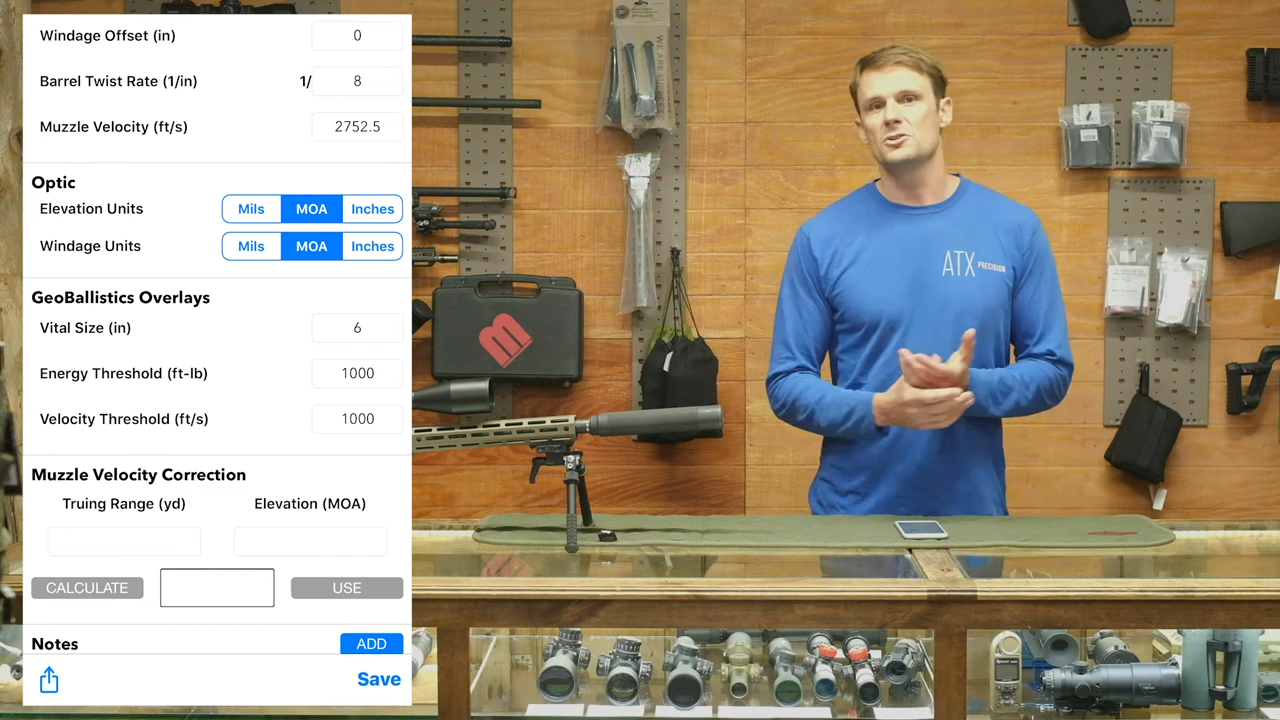 Windage Offset (in) 0
Barrel Twist Rate (1/in) 1/ 8
Muzzle Velocity (ft/s) 2752.5
Optic
Elevation Units Mils MOA Inches
Windage Units Mils MOA Inches
GeoBallistics Overlays
Vital Size (in) 6
Energy Threshold (ft-lb) 1000
Velocity Threshold (ft/s) 1000
Muzzle Velocity Correction
Truing Range (yd) Elevation (MOA)
CALCULATE USE
Notes ADD
Save
ATX PRECISION